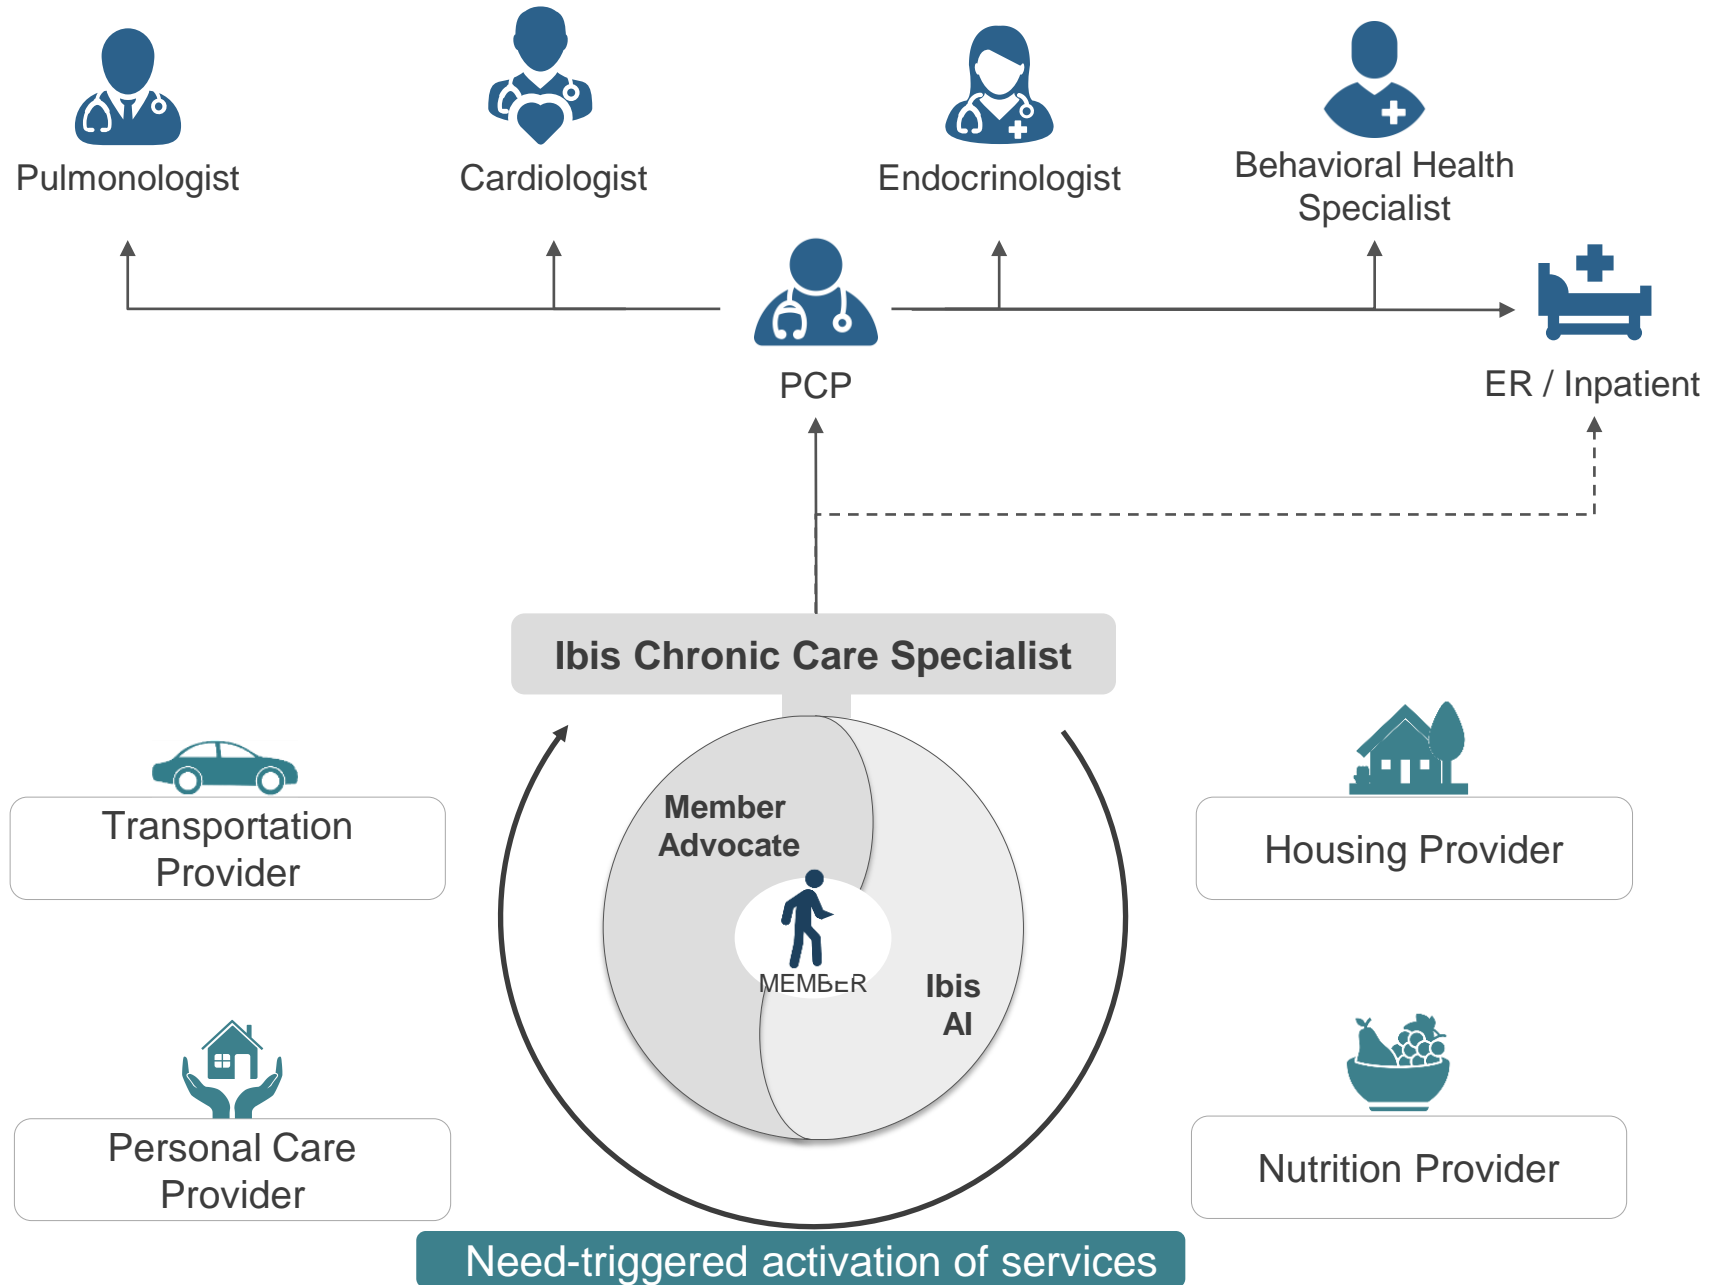 Pulmonologist
Cardiologist
Endocrinologist
Behavioral Health
Specialist
PCP
ER / Inpatient
Ibis Chronic Care Specialist
Transportation
Provider
Member
Advocate
Housing Provider
MEMBER
Ibis
AI
Personal Care
Provider
Nutrition Provider
Need-triggered activation of services